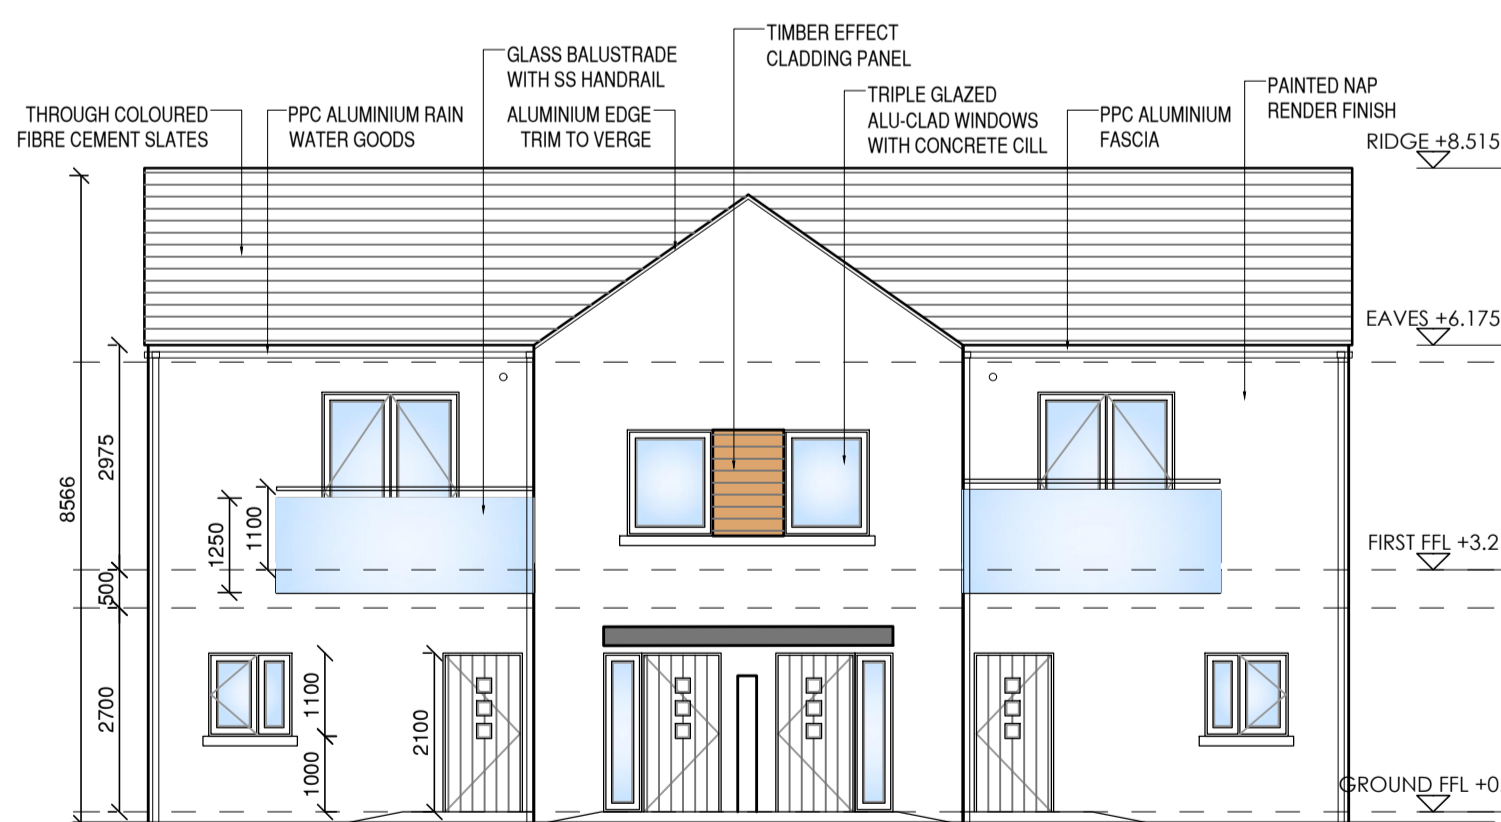 TIMBER EFFECT
CLADDING PANEL
GLASS BALUSTRADE
WITH SS HANDRAIL
THROUGH COLOURED
FIBRE CEMENT SLATES
PPC ALUMINIUM RAIN
WATER GOODS
ALUMINIUM EDGE
TRIM TO VERGE
TRIPLE GLAZED
ALU-CLAD WINDOWS
WITH CONCRETE CILL
PPC ALUMINIUM
FASCIA
PAINTED NAP
RENDER FINISH
RIDGE +8.515
EAVES +6.175
FIRST FFL +3.2
GROUND FFL +0.
8566
2975
500
2700
1250
1100
1100
1000
2100